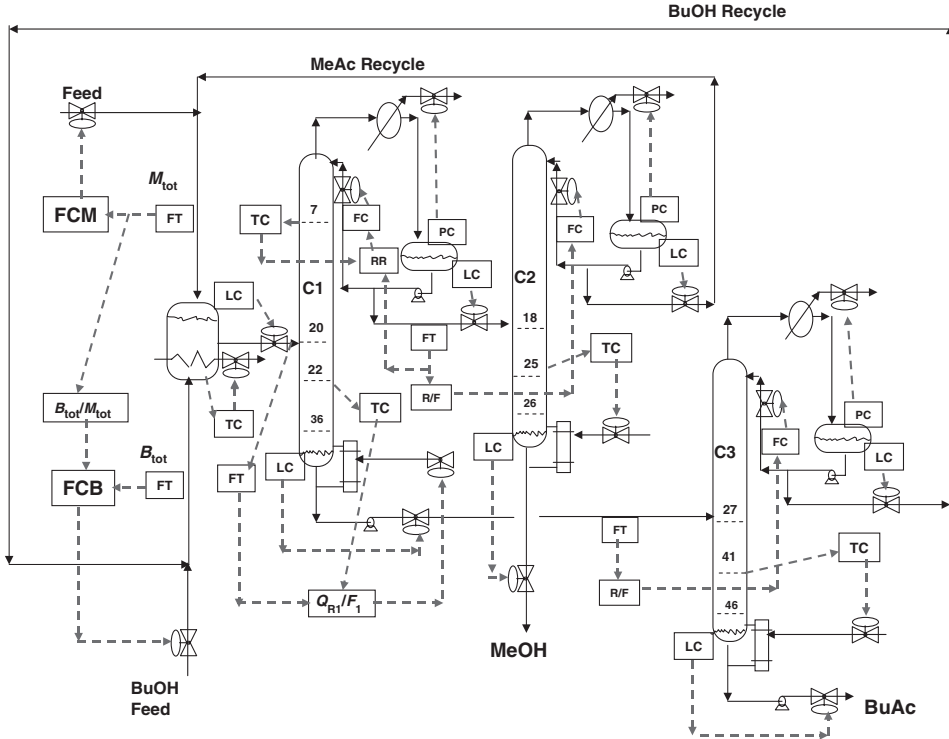 BuOH Recycle
MeAc Recycle
Feed
M_tot
FCM
FT
TC
7
FC
RR
PC
LC
C1
20
22
36
LC
TC
FT
LC
TC
Q_R1/F_1
B_tot/M_tot
B_tot
FCB
FT
BuOH
Feed
FC
PC
LC
C2
18
25
26
FT
R/F
TC
LC
MeOH
FT
R/F
C3
FC
PC
LC
27
41
46
TC
LC
BuAc